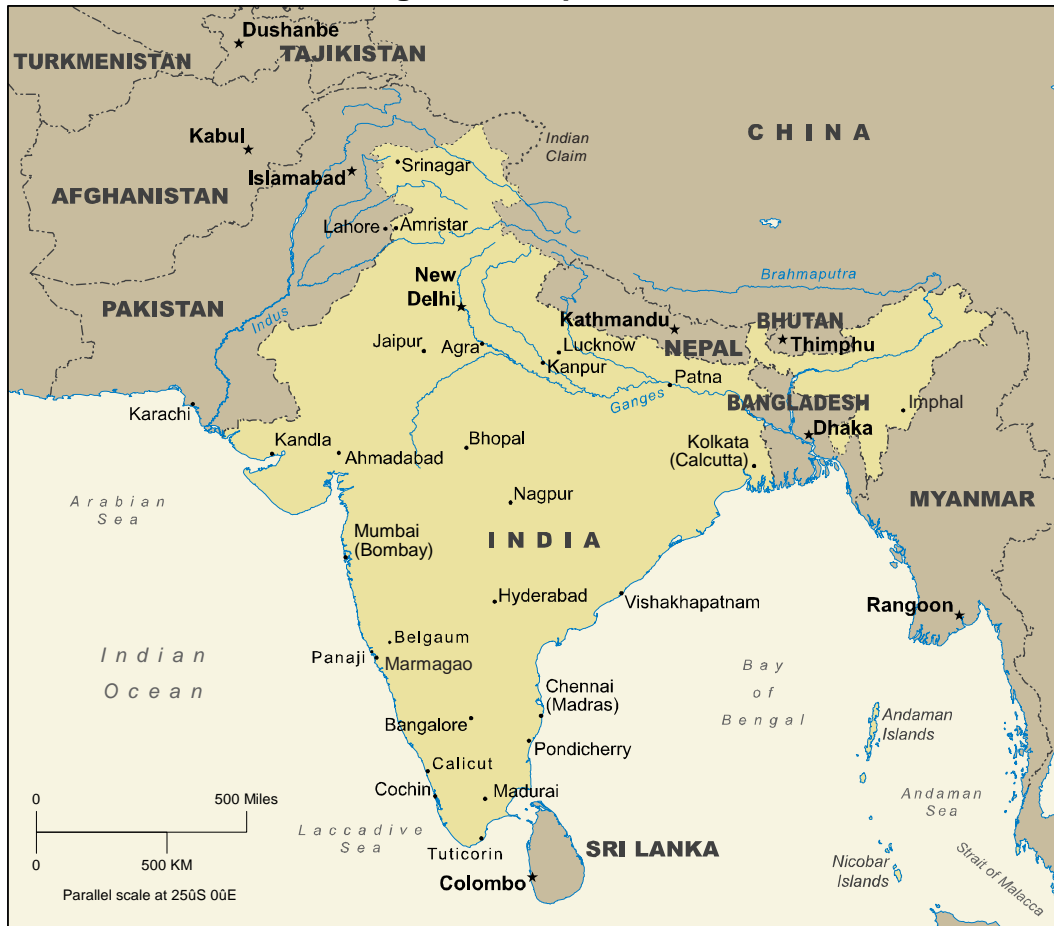 Dushanbe
TURKMENISTAN
TAJIKISTAN
CHINA
Kabul
Indian
Claim
Srinagar
Islamabad
AFGHANISTAN
Lahore
Amristar
New
Delhi
Brahmaputra
PAKISTAN
Indus
Kathmandu
BHUTAN
Thimphu
Jaipur
Agra
Lucknow
NEPAL
Kanpur
Patna
Ganges
BANGLADESH
Imphal
Karachi
Dhaka
Kandla
Ahmadabad
Bhopal
Kolkata
(Calcutta)
Arabian
Sea
Nagpur
MYANMAR
Mumbai
(Bombay)
INDIA
Hyderabad
Vishakhapatnam
Rangoon
Belgaum
Panaji
Marmagao
Indian
Ocean
Bay
of
Bengal
Chennai
(Madras)
Bangalore
Andaman
Islands
Pondicherry
Calicut
Cochin
Madurai
0
500 Miles
Andaman
Sea
Laccadive
Sea
0
500 KM
Tuticorin
SRI LANKA
Strait of Malacca
Nicobar
Islands
Colombo
Parallel scale at 25ûS 0ûE